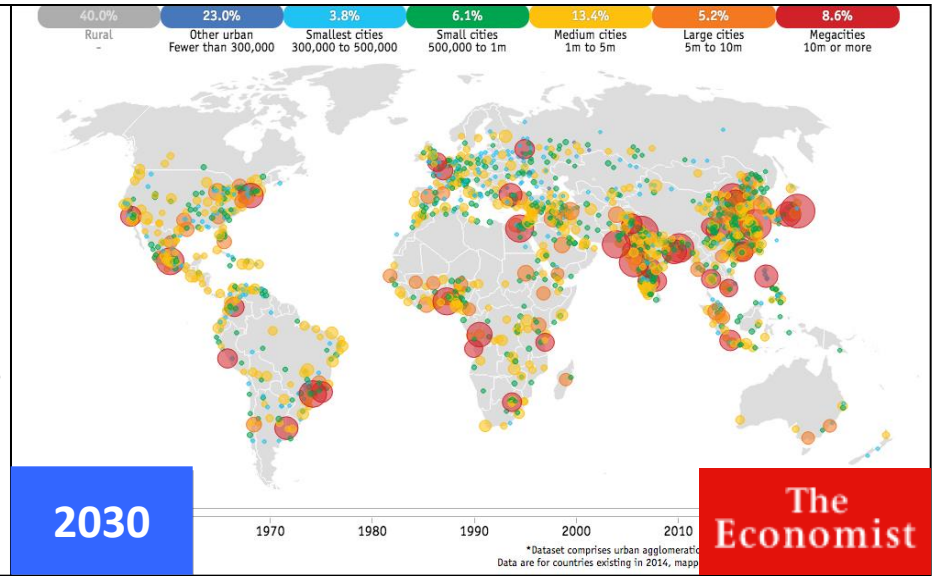 40.0% 23.0% 3.8% 6.1% 13.4% 5.2% 8.6%
Rural Other urban Smallest cities Small cities Medium cities Large cities Megacities
- Fewer than 300,000 300,000 to 500,000 500,000 to 1m 1m to 5m 5m to 10m 10m or more
2030
1970 1980 1990 2000 2010
The
Economist
*Dataset comprises urban agglomeratio
Data are for countries existing in 2014, mapp